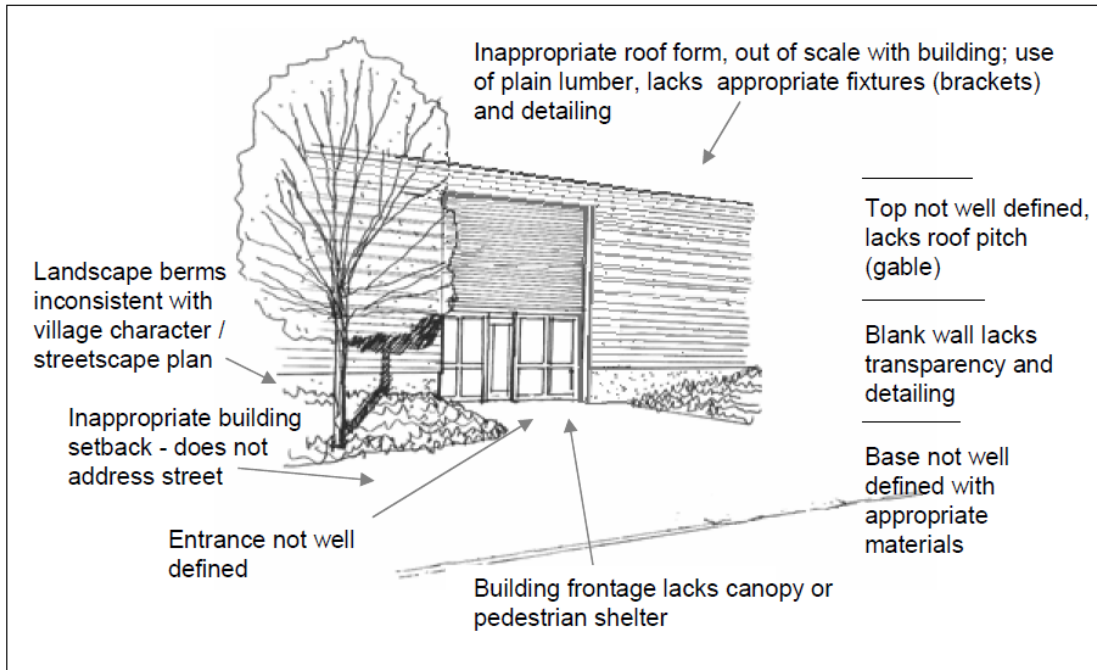 Inappropriate roof form, out of scale with building; use
of plain lumber, lacks appropriate fixtures (brackets)
and detailing
Top not well defined,
lacks roof pitch
(gable)
Landscape berms
inconsistent with
village character /
streetscape plan
Blank wall lacks
transparency and
detailing
Inappropriate building
setback - does not
address street
Base not well
defined with
appropriate
materials
Entrance not well
defined
Building frontage lacks canopy or
pedestrian shelter